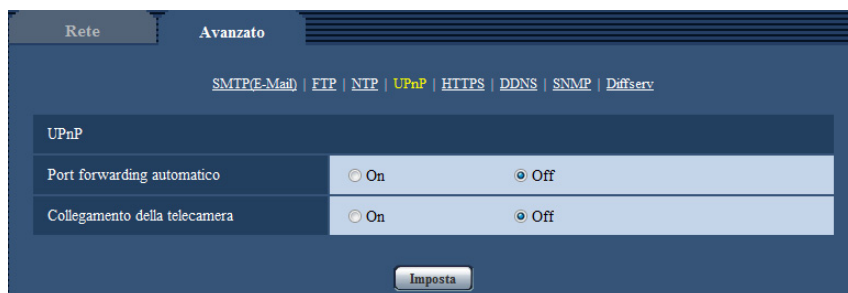 Rete Avanzato
SMTP(E-Mail) | FTP | NTP | UPnP | HTTPS | DDNS | SNMP | Diffserv
UPnP
Port forwarding automatico On Off
Collegamento della telecamera On Off
Imposta